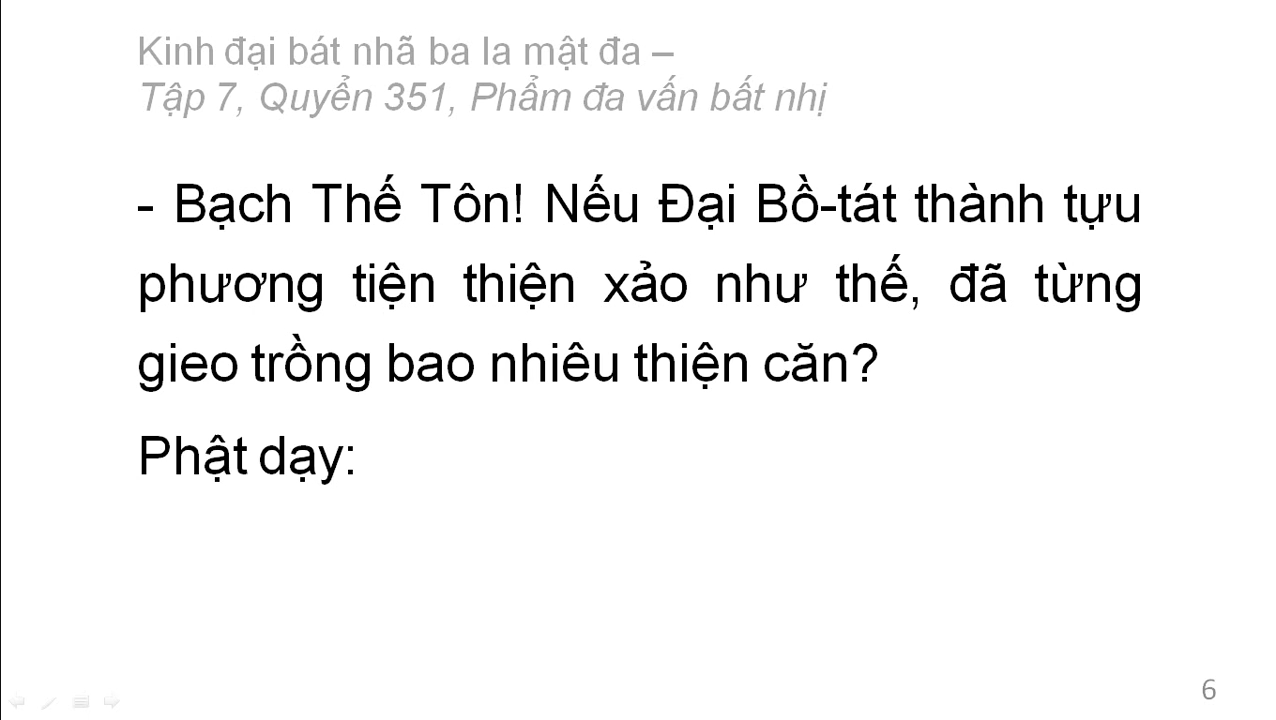 Kinh đại bát nhã ba la mật đa –
Tập 7, Quyển 351, Phẩm đa vấn bất nhị
- Bạch Thế Tôn! Nếu Đại Bồ-tát thành tựu
phương tiện thiện xảo như thế, đã từng
gieo trồng bao nhiêu thiện căn?
Phật dạy:
6